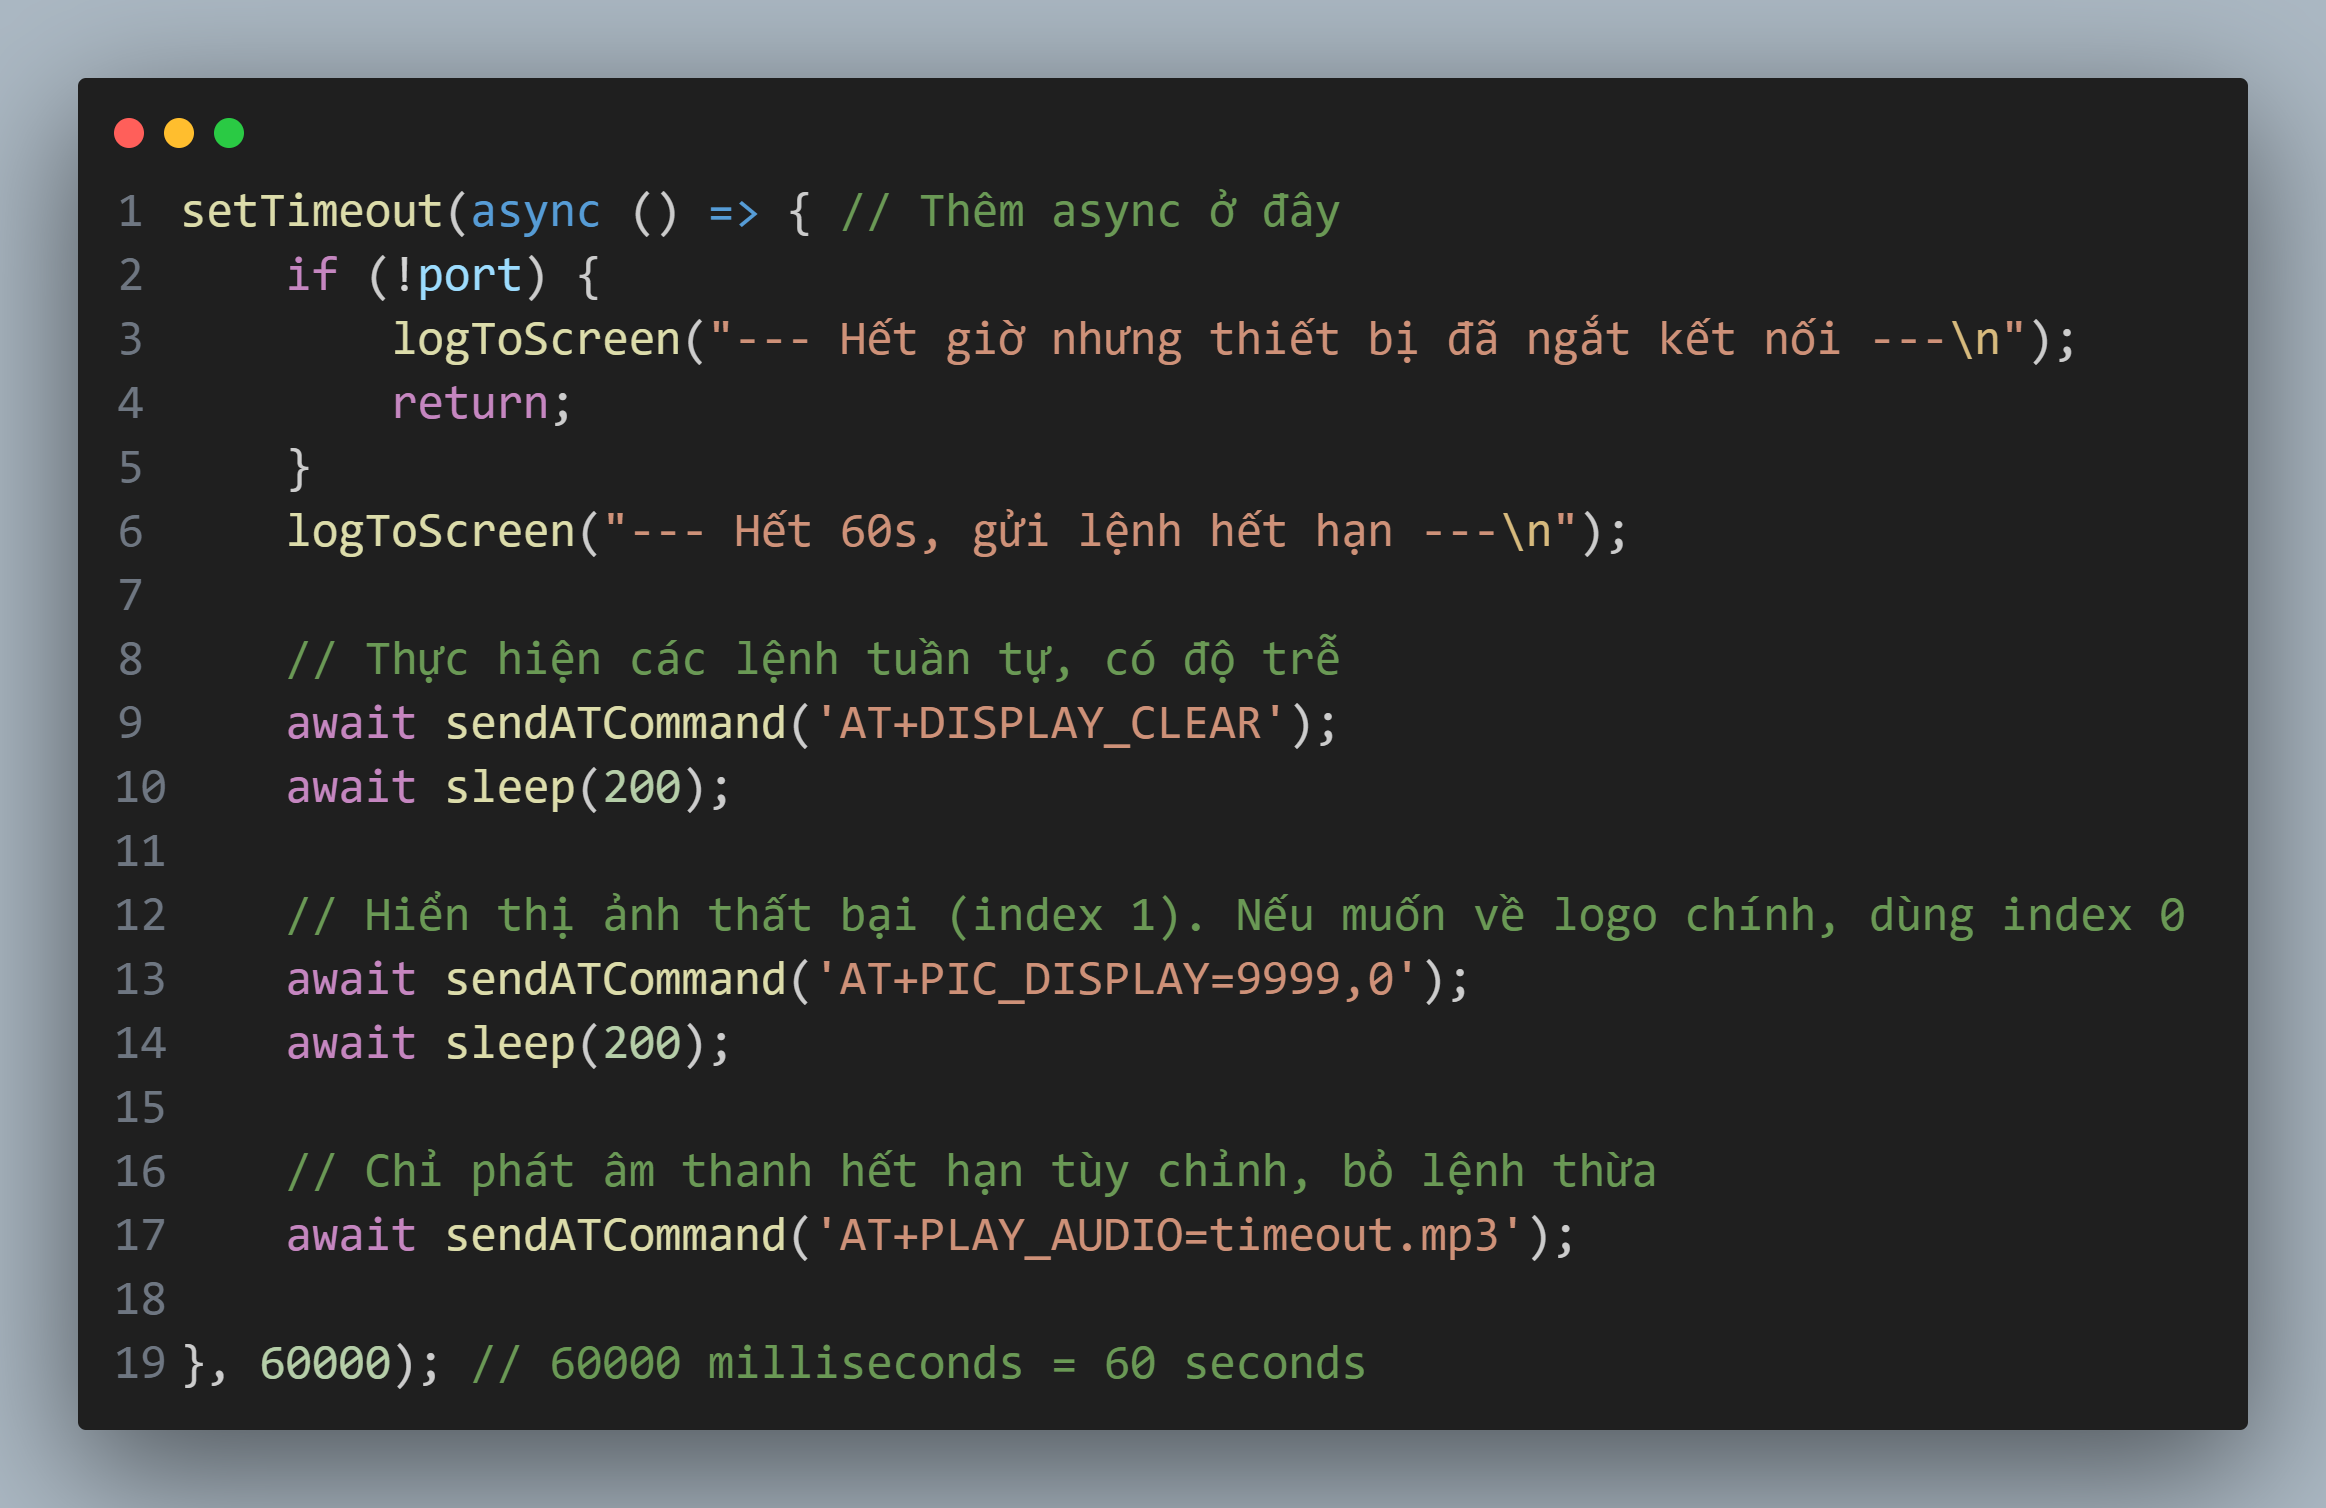 1 setTimeout(async () => { // Thêm async ở đây
2     if (!port) {
3         logToScreen("--- Hết giờ nhưng thiết bị đã ngắt kết nối ---\n");
4         return;
5     }
6     logToScreen("--- Hết 60s, gửi lệnh hết hạn ---\n");
7
8     // Thực hiện các lệnh tuần tự, có độ trễ
9     await sendATCommand('AT+DISPLAY_CLEAR');
10     await sleep(200);
11
12     // Hiển thị ảnh thất bại (index 1). Nếu muốn về logo chính, dùng index 0
13     await sendATCommand('AT+PIC_DISPLAY=9999,0');
14     await sleep(200);
15
16     // Chỉ phát âm thanh hết hạn tùy chỉnh, bỏ lệnh thừa
17     await sendATCommand('AT+PLAY_AUDIO=timeout.mp3');
18
19 }, 60000); // 60000 milliseconds = 60 seconds